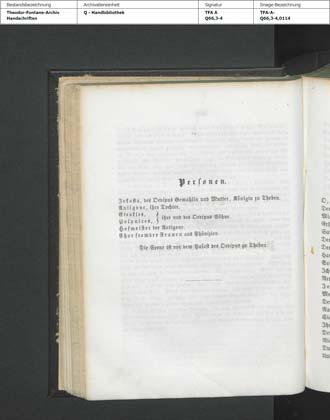 Bestandsbezeichnung
Theodor-Fontane-Archiv
Handschriften
Archivalieneinheit
Q - Handbibliothek
Signatur
TFA A
Q66,3-4
Image-Bezeichnung
TFA-A-
Q66,3-4,0114
Personen.
Jokasta, des Oedipus Gemahlin und Mutter, Königin zu Theben.
Antigone, ihre Tochter.
Eteokles,
Polynices, } ihre und des Oedipus Söhne.
Hofmeister der Antigone.
Chor fremder Frauen aus Phönizien.
Die Scene ist vor dem Palast des Oedipus zu Theben.